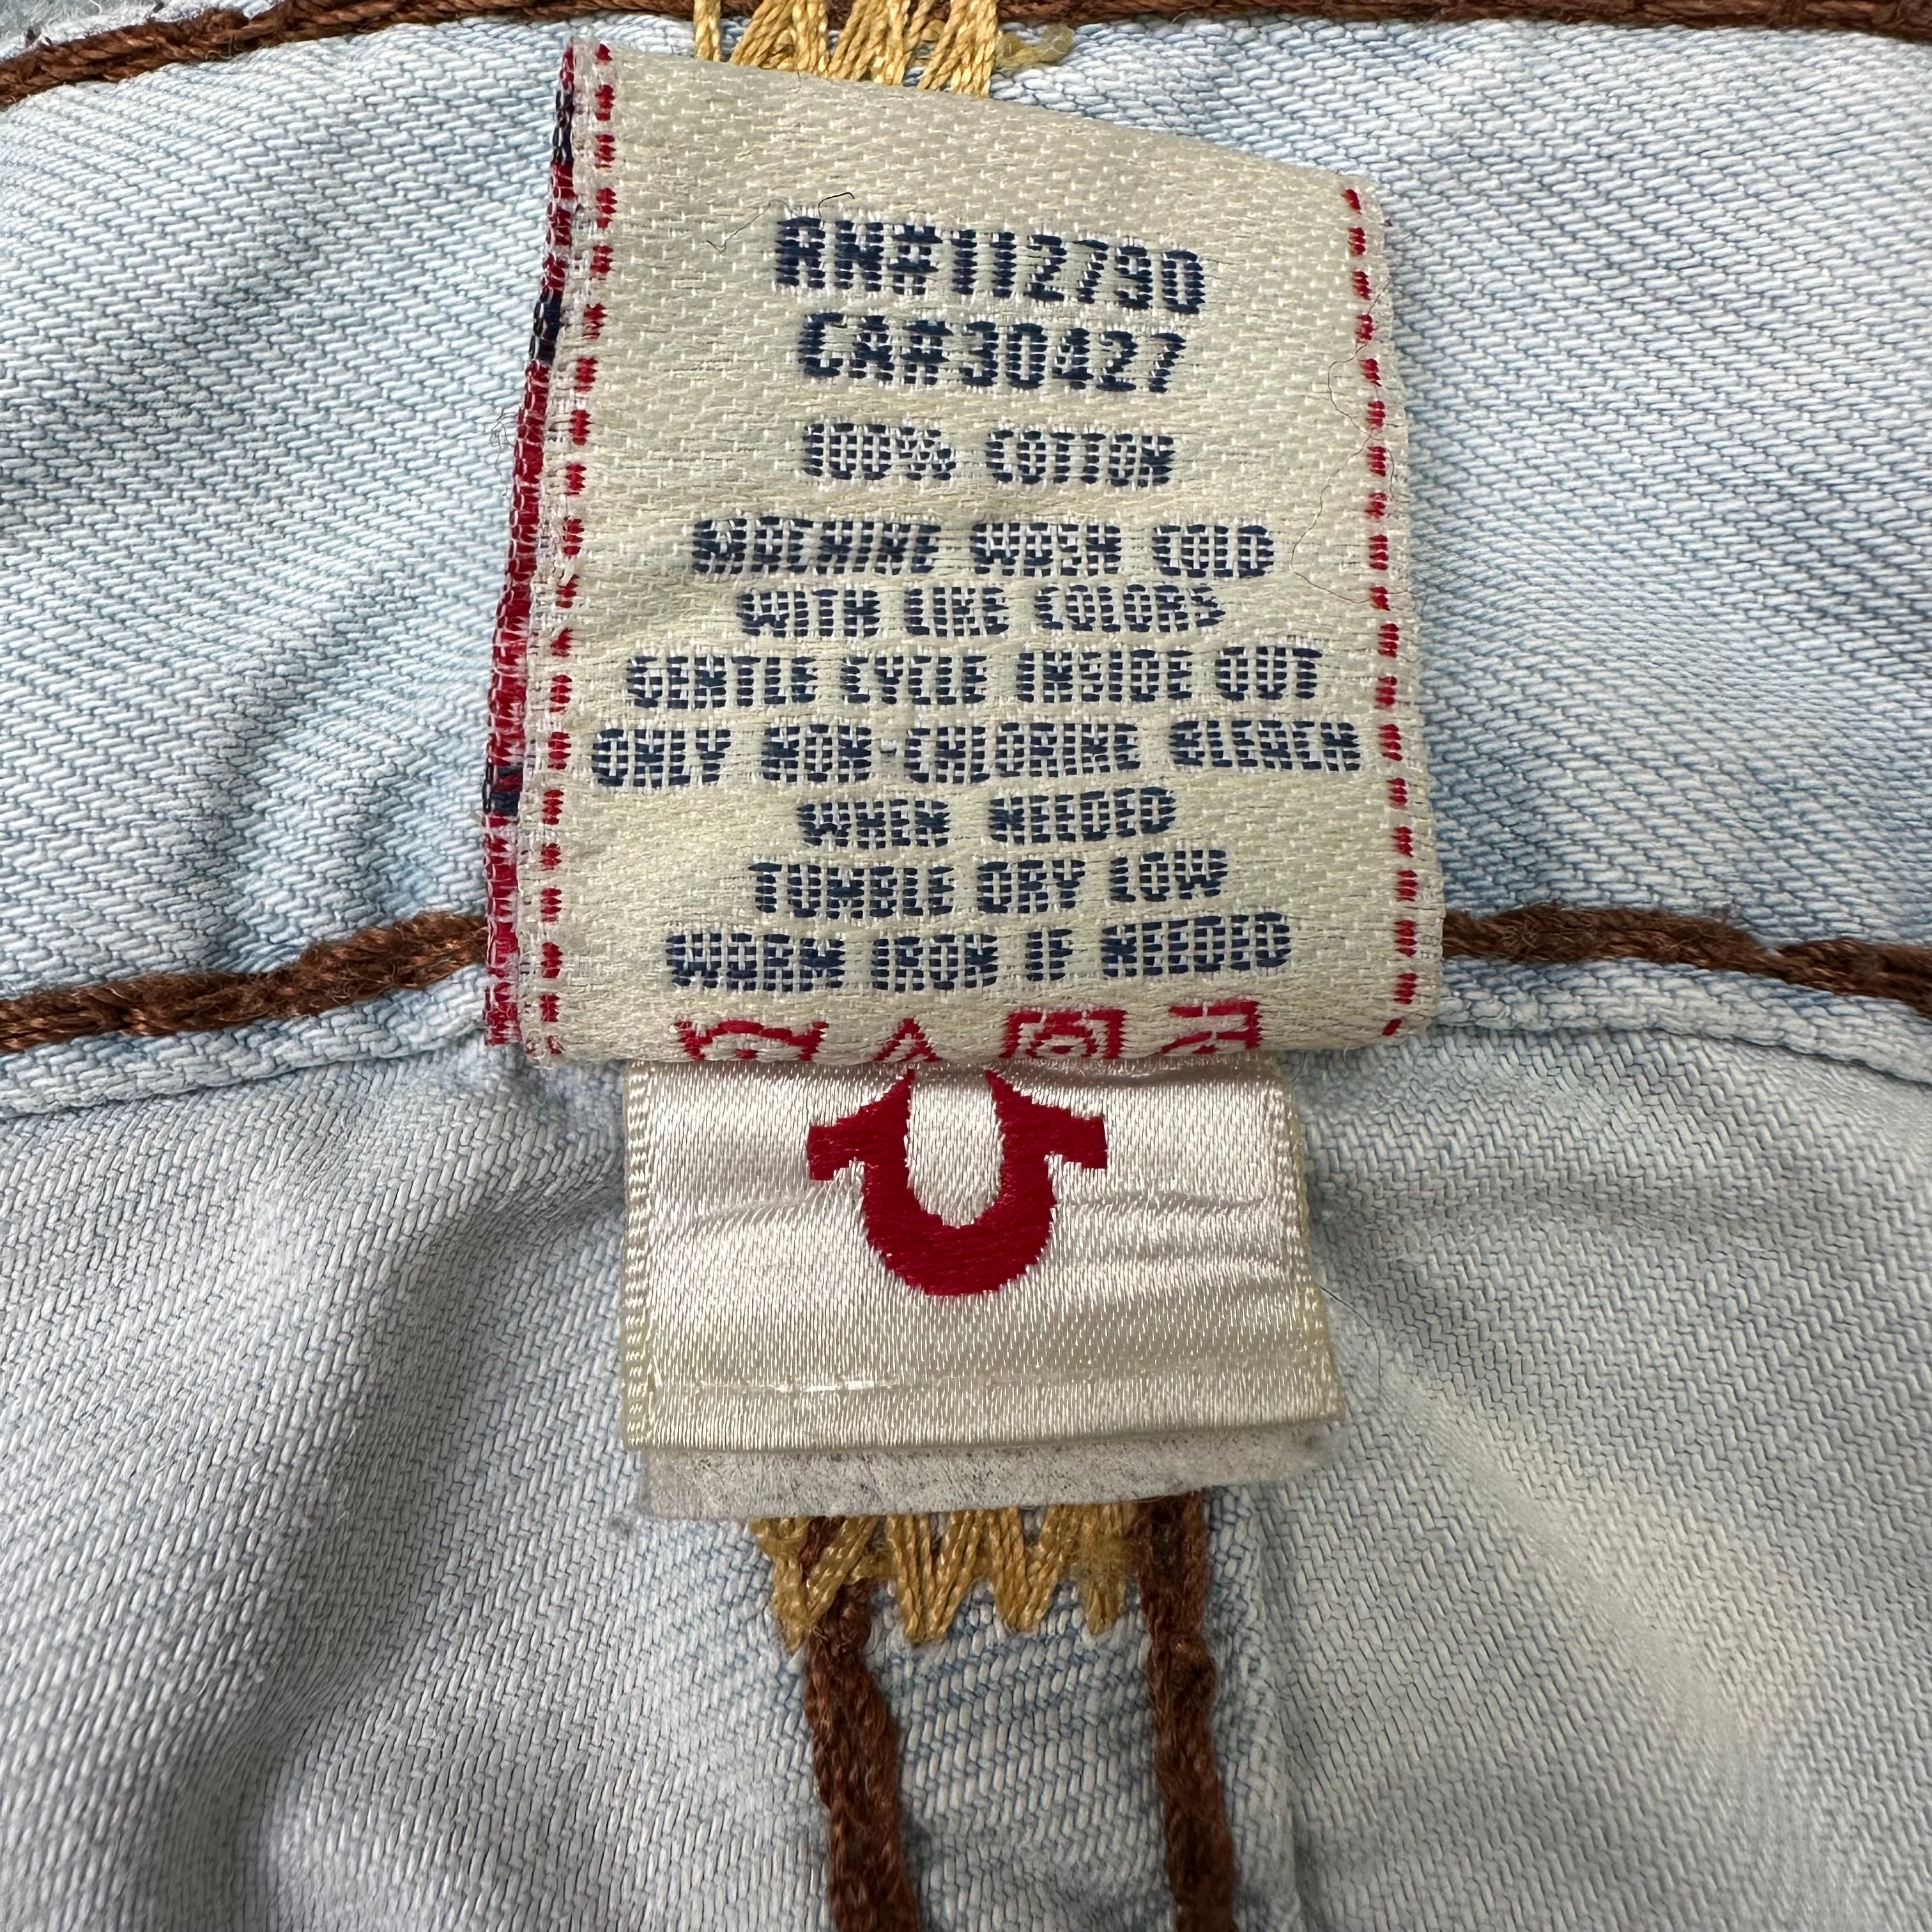 RN#112790
CA#30427
100% COTTON
MACHINE WASH COLD
WITH LIKE COLORS
GENTLE CYCLE INSIDE OUT
ONLY NON-CHLORINE BLEACH
WHEN NEEDED
TUMBLE DRY LOW
WARM IRON IF NEEDED